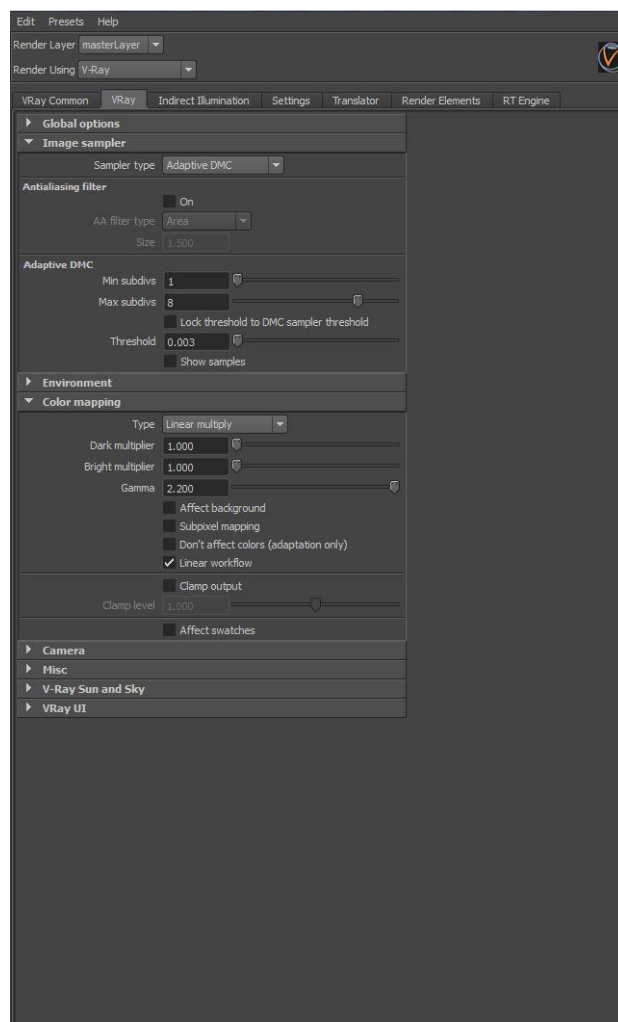 Edit Presets Help
Render Layer masterLayer
Render Using V-Ray
VRay Common VRay Indirect Illumination Settings Translator Render Elements RT Engine
Global options
Image sampler
Sampler type Adaptive DMC
Antialiasing filter
On
AA filter type Area
Size 1.500
Adaptive DMC
Min subdivs 1
Max subdivs 8
Lock threshold to DMC sampler threshold
Threshold 0.003
Show samples
Environment
Color mapping
Type Linear multiply
Dark multiplier 1.000
Bright multiplier 1.000
Gamma 2.200
Affect background
Subpixel mapping
Don't affect colors (adaptation only)
Linear workflow
Clamp output
Clamp level 1.000
Affect swatches
Camera
Misc
V-Ray Sun and Sky
VRay UI